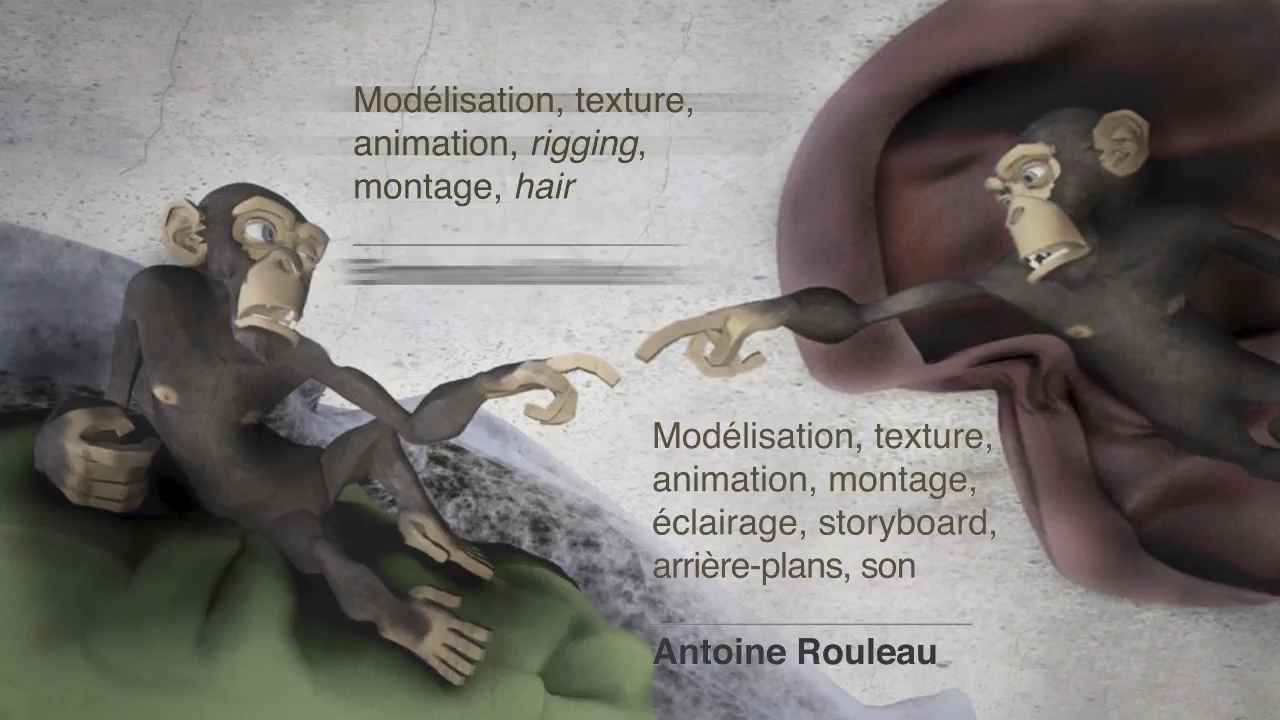 Modélisation, texture,
animation, rigging,
montage, hair
Modélisation, texture,
animation, montage,
éclairage, storyboard,
arrière-plans, son
Antoine Rouleau